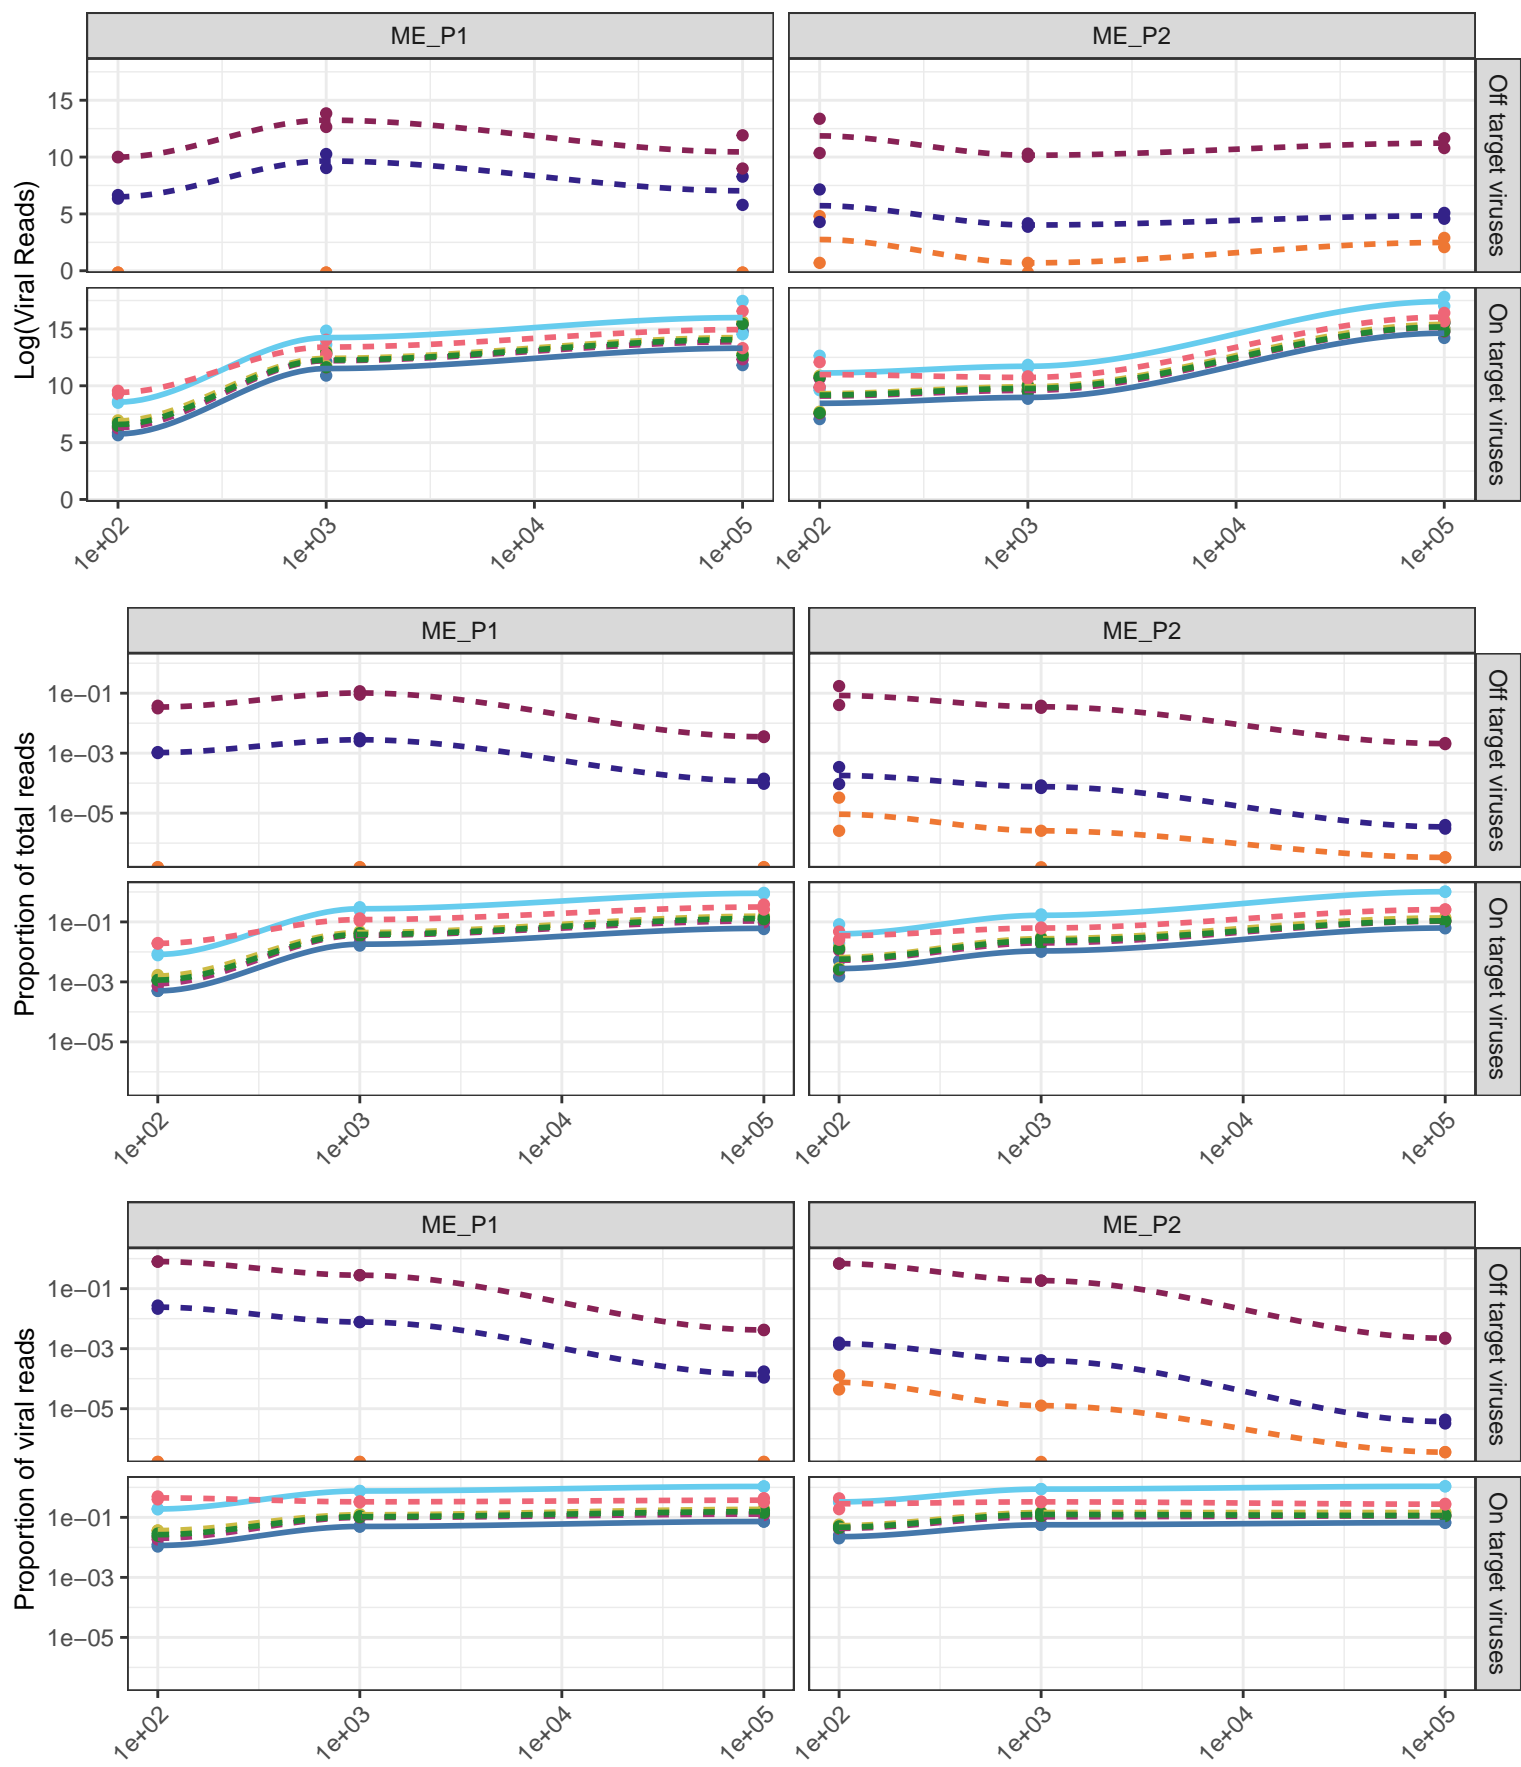 ME_P1
ME_P2
Log(Viral Reads)
15
10
5
0
Off target viruses
15
10
5
0
On target viruses
1e+02
1e+03
1e+04
1e+05
1e+02
1e+03
1e+04
1e+05
ME_P1
ME_P2
Proportion of total reads
1e−01
1e−03
1e−05
Off target viruses
1e−01
1e−03
1e−05
On target viruses
1e+02
1e+03
1e+04
1e+05
1e+02
1e+03
1e+04
1e+05
ME_P1
ME_P2
Proportion of viral reads
1e−01
1e−03
1e−05
Off target viruses
1e−01
1e−03
1e−05
On target viruses
1e+02
1e+03
1e+04
1e+05
1e+02
1e+03
1e+04
1e+05